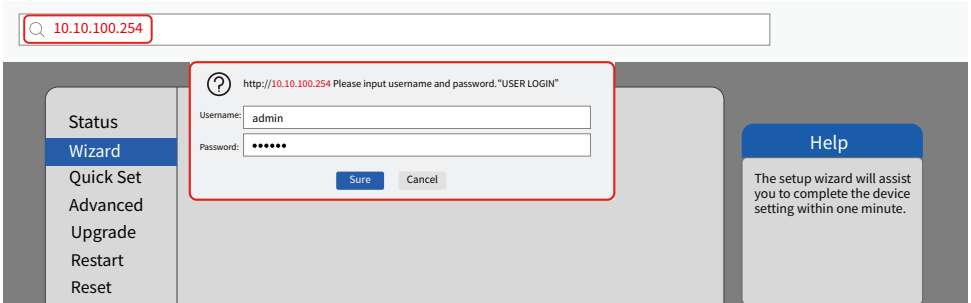 10.10.100.254
http://10.10.100.254 Please input username and password.“USER LOGIN”
Username: admin
Password: ••••••
Sure Cancel
Status
Wizard
Quick Set
Advanced
Upgrade
Restart
Reset
Help
The setup wizard will assist
you to complete the device
setting within one minute.